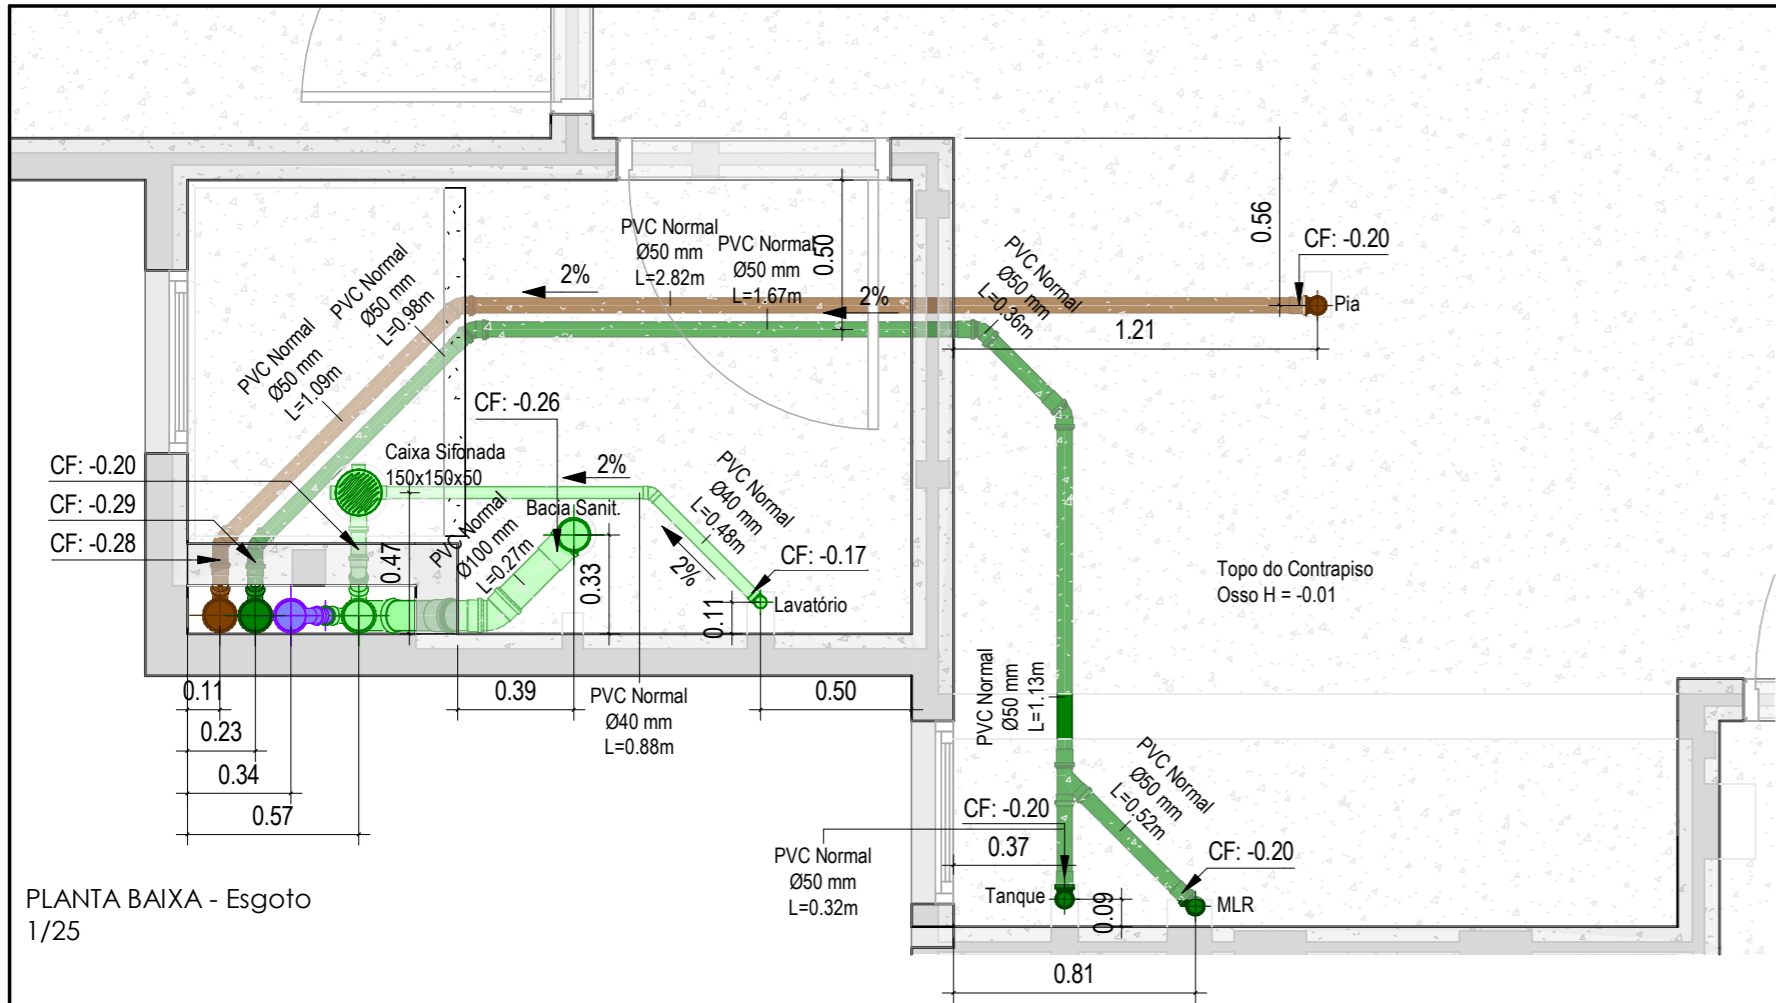 PVC Normal
Ø50 mm
L=2.82m
PVC Normal
Ø50 mm
L=1.67m
0.50
2%
2%
PVC Normal
Ø50 mm
L=0.36m
0.56
CF: -0.20
Pia
1.21
PVC Normal
Ø50 mm
L=0.98m
PVC Normal
Ø50 mm
L=1.09m
CF: -0.26
Caixa Sifonada
150x150x50
2%
CF: -0.20
CF: -0.29
CF: -0.28
0.47
PVC Normal
Ø100 mm
L=0.27m
Bacia Sanit.
0.33
PVC Normal
Ø40 mm
L=0.48m
2%
CF: -0.17
0.11
Lavatório
Topo do Contrapiso
Osso H = -0.01
0.11
0.23
0.34
0.57
0.39
PVC Normal
Ø40 mm
L=0.88m
0.50
PVC Normal
Ø50 mm
L=1.13m
PVC Normal
Ø50 mm
L=0.52m
CF: -0.20
0.37
PVC Normal
Ø50 mm
L=0.32m
CF: -0.20
Tanque
0.09
MLR
0.81
PLANTA BAIXA - Esgoto
1/25